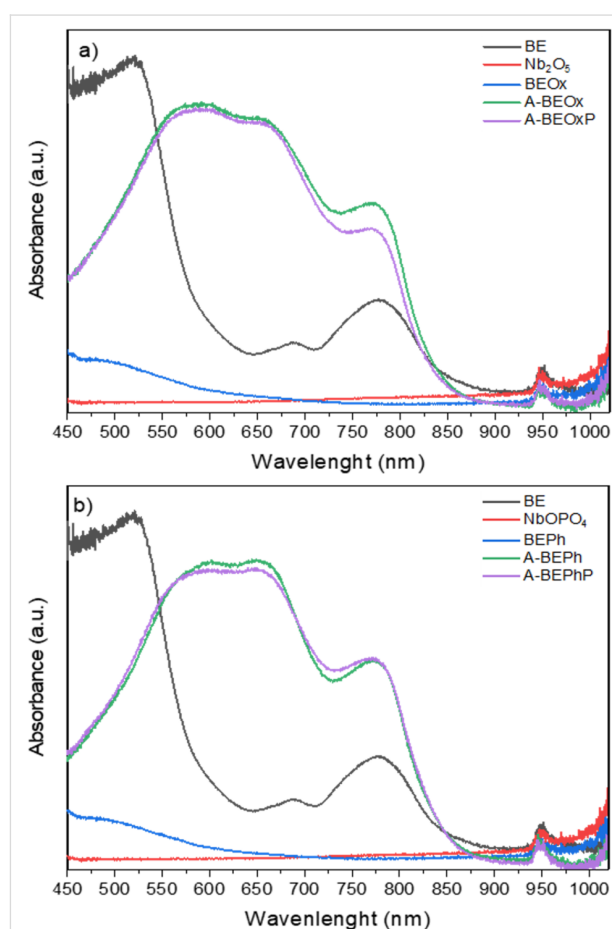 a)
BE
Nb₂O₅
BEOx
A-BEOx
A-BEOxP
Absorbance (a.u.)
450 500 550 600 650 700 750 800 850 900 950 1000
Wavelenght (nm)
b)
BE
NbOPO₄
BEPh
A-BEPh
A-BEPhP
Absorbance (a.u.)
450 500 550 600 650 700 750 800 850 900 950 1000
Wavenlenght (nm)